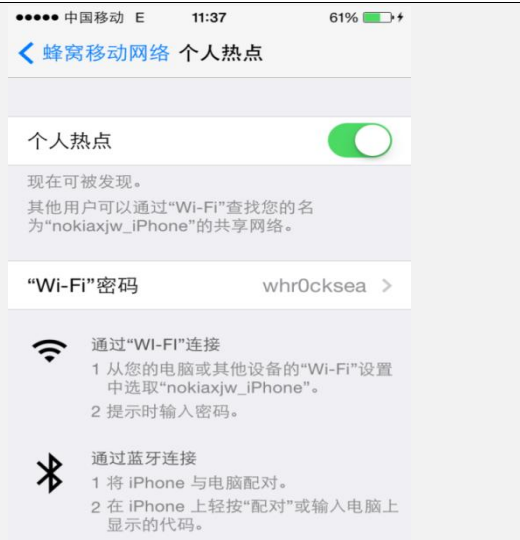 中国移动 E 11:37 61%
蜂窝移动网络 个人热点
个人热点
现在可被发现。
其他用户可以通过“Wi-Fi”查找您的名
为“nokiaxjw_iPhone”的共享网络。
“Wi-Fi”密码 whr0cksea
通过“WI-FI”连接
1 从您的电脑或其他设备的“Wi-Fi”设置
中选取“nokiaxjw_iPhone”。
2 提示时输入密码。
通过蓝牙连接
1 将 iPhone 与电脑配对。
2 在 iPhone 上轻按“配对”或输入电脑上
显示的代码。